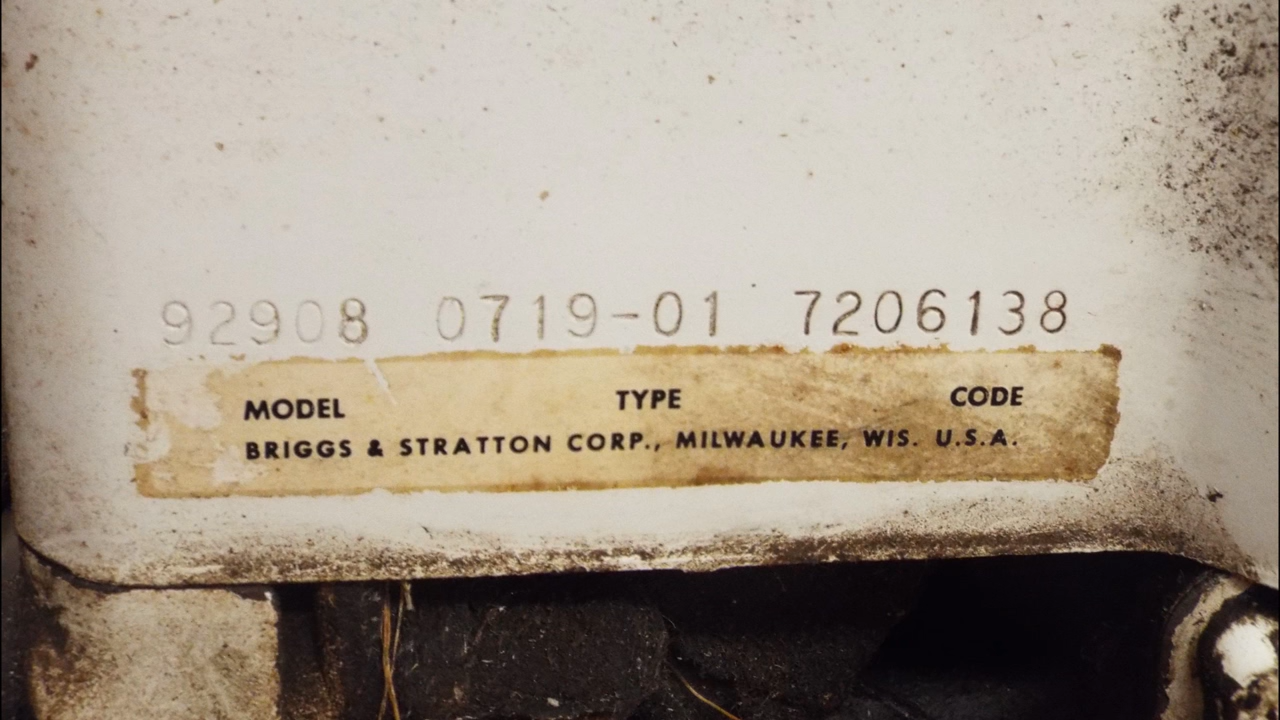 92908 0719-01 7206138
MODEL TYPE CODE
BRIGGS & STRATTON CORP., MILWAUKEE, WIS. U.S.A.